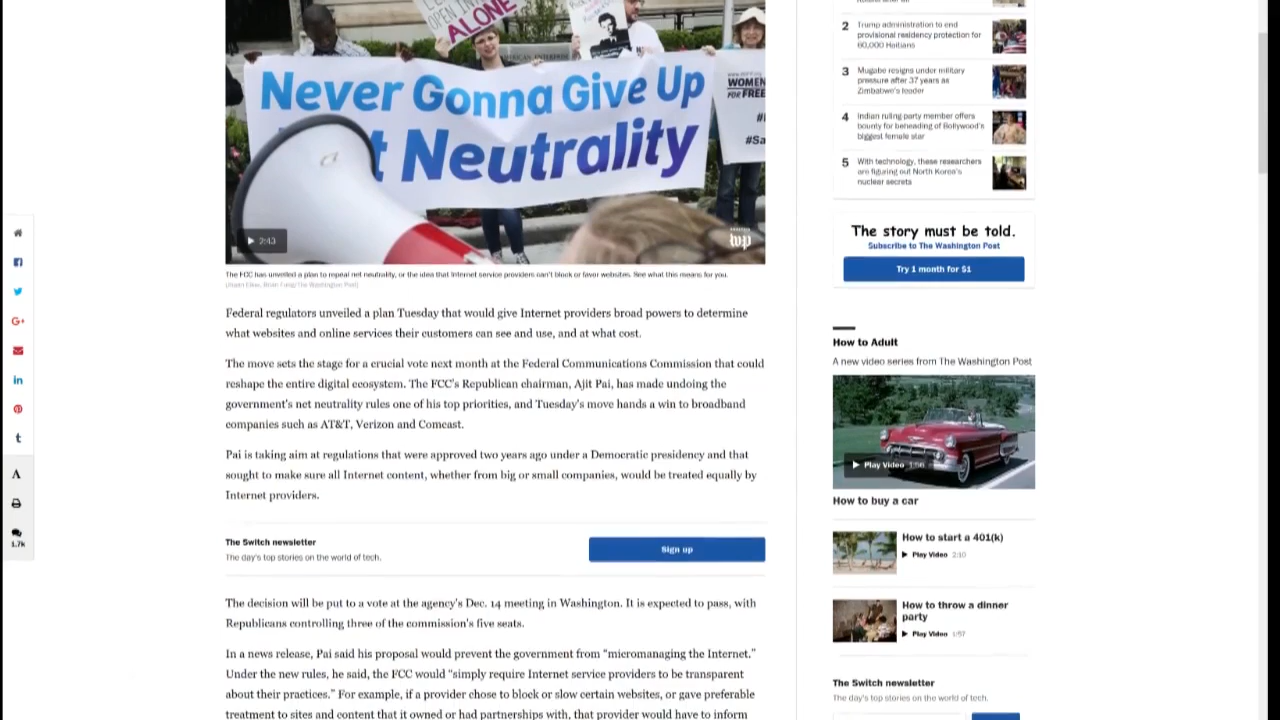 ALONE
Never Gonna Give Up
t Neutrality
WOMEN
#Sa
2:43
wp
The FCC has unveiled a plan to repeal net neutrality, or the idea that Internet service providers can't block or favor websites. See what this means for you.
Federal regulators unveiled a plan Tuesday that would give Internet providers broad powers to determine
what websites and online services their customers can see and use, and at what cost.
The move sets the stage for a crucial vote next month at the Federal Communications Commission that could
reshape the entire digital ecosystem. The FCC's Republican chairman, Ajit Pai, has made undoing the
government's net neutrality rules one of his top priorities, and Tuesday's move hands a win to broadband
companies such as AT&T, Verizon and Comcast.
Pai is taking aim at regulations that were approved two years ago under a Democratic presidency and that
sought to make sure all Internet content, whether from big or small companies, would be treated equally by
Internet providers.
The Switch newsletter
The day's top stories on the world of tech.
Sign up
The decision will be put to a vote at the agency's Dec. 14 meeting in Washington. It is expected to pass, with
Republicans controlling three of the commission's five seats.
In a news release, Pai said his proposal would prevent the government from "micromanaging the Internet."
Under the new rules, he said, the FCC would "simply require Internet service providers to be transparent
about their practices." For example, if a provider chose to block or slow certain websites, or gave preferable
treatment to sites and content that it owned or had partnerships with, that provider would have to inform
1.7k
2 Trump administration to end
provisional residency protection for
60,000 Haitians
3 Mugabe resigns under military
pressure after 37 years as
Zimbabwe's leader
4 Indian ruling party member offers
bounty for beheading of Bollywood's
biggest female star
5 With technology, these researchers
are figuring out North Korea's
nuclear secrets
The story must be told.
Subscribe to The Washington Post
Try 1 month for $1
How to Adult
A new video series from The Washington Post
Play Video 1:56
How to buy a car
How to start a 401(k)
Play Video 2:10
How to throw a dinner
party
Play Video 1:57
The Switch newsletter
The day's top stories on the world of tech.